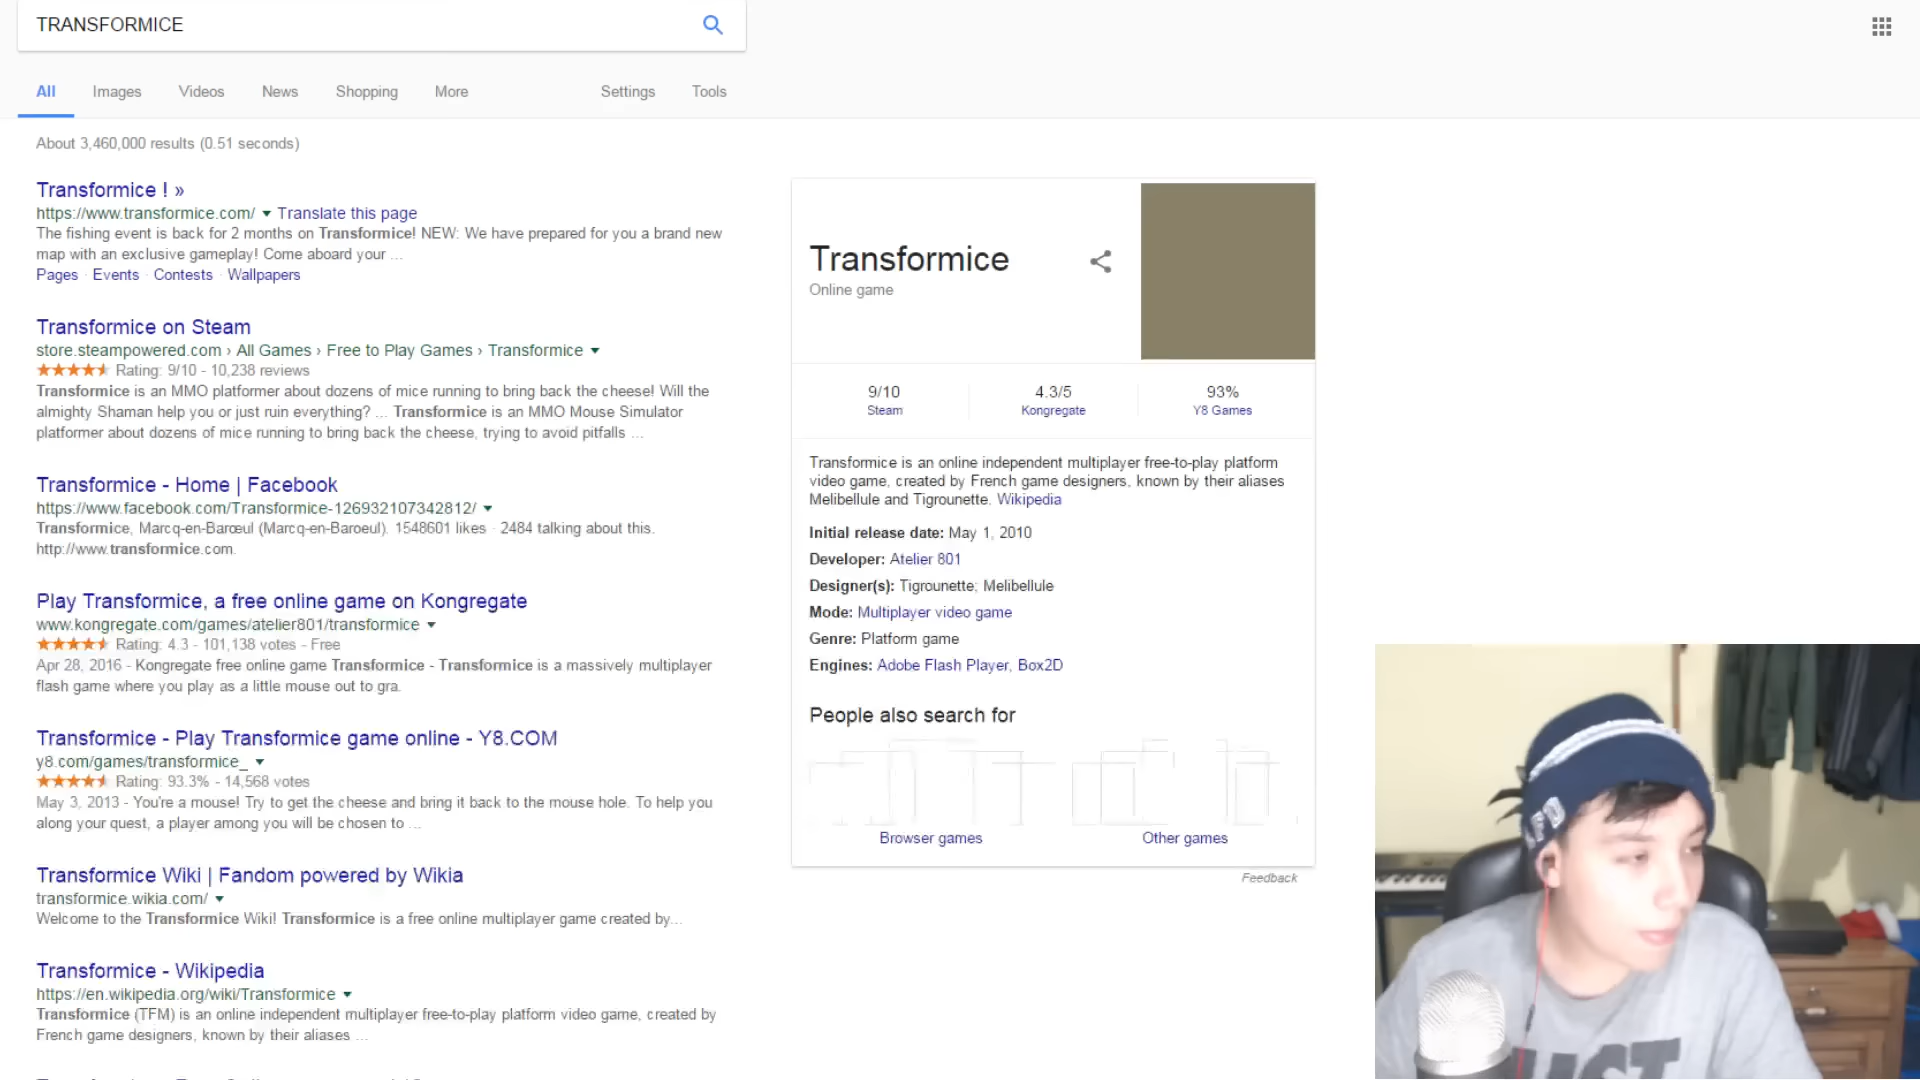 TRANSFORMICE
All Images Videos News Shopping More Settings Tools
About 3,460,000 results (0.51 seconds)
Transformice ! »
https://www.transformice.com/ Translate this page
The fishing event is back for 2 months on Transformice! NEW: We have prepared for you a brand new
map with an exclusive gameplay! Come aboard your ...
Pages · Events · Contests · Wallpapers
Transformice on Steam
store.steampowered.com › All Games › Free to Play Games › Transformice
Rating: 9/10 - 10,238 reviews
Transformice is an MMO platformer about dozens of mice running to bring back the cheese! Will the
almighty Shaman help you or just ruin everything? ... Transformice is an MMO Mouse Simulator
platformer about dozens of mice running to bring back the cheese, trying to avoid pitfalls ...
Transformice - Home | Facebook
https://www.facebook.com/Transformice-126932107342812/
Transformice, Marcq-en-Barœul (Marcq-en-Baroeul). 1548601 likes · 2484 talking about this.
http://www.transformice.com.
Play Transformice, a free online game on Kongregate
www.kongregate.com/games/atelier801/transformice
Rating: 4.3 - 101,138 votes - Free
Apr 28, 2016 - Kongregate free online game Transformice - Transformice is a massively multiplayer
flash game where you play as a little mouse out to gra.
Transformice - Play Transformice game online - Y8.COM
y8.com/games/transformice_
Rating: 93.3% - 14,568 votes
May 3, 2013 - You're a mouse! Try to get the cheese and bring it back to the mouse hole. To help you
along your quest, a player among you will be chosen to ...
Transformice Wiki | Fandom powered by Wikia
transformice.wikia.com/
Welcome to the Transformice Wiki! Transformice is a free online multiplayer game created by...
Transformice - Wikipedia
https://en.wikipedia.org/wiki/Transformice
Transformice (TFM) is an online independent multiplayer free-to-play platform video game, created by
French game designers, known by their aliases ...
Transformice
Online game
9/10 4.3/5 93%
Steam Kongregate Y8 Games
Transformice is an online independent multiplayer free-to-play platform
video game, created by French game designers, known by their aliases
Melibellule and Tigrounette. Wikipedia
Initial release date: May 1, 2010
Developer: Atelier 801
Designer(s): Tigrounette; Melibellule
Mode: Multiplayer video game
Genre: Platform game
Engines: Adobe Flash Player, Box2D
People also search for
Browser games Other games
Feedback